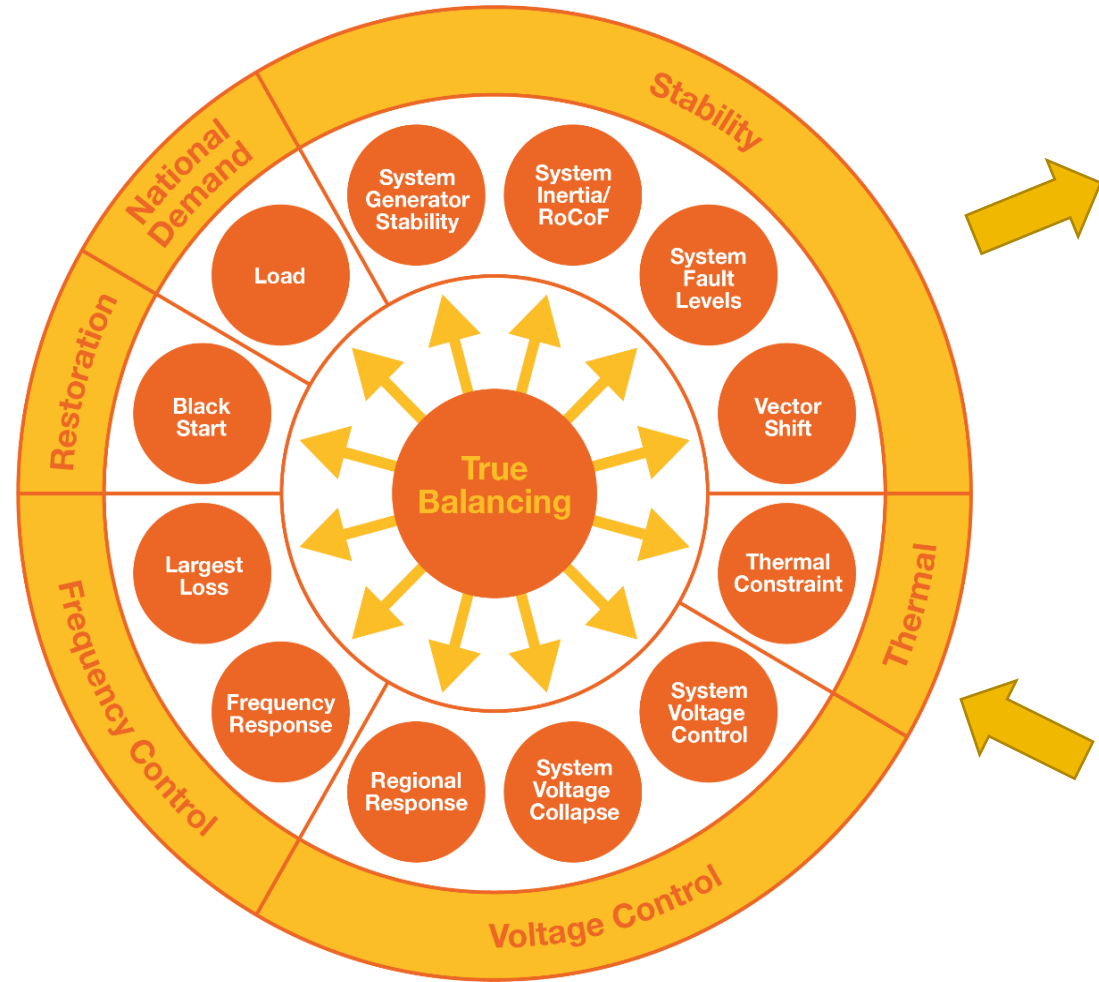 Stability
National
Demand
Restoration
Frequency Control
Voltage Control
Thermal
System
Generator
Stability
System
Inertia/
RoCoF
System
Fault
Levels
Vector
Shift
Thermal
Constraint
System
Voltage
Control
System
Voltage
Collapse
Regional
Response
Frequency
Response
Largest
Loss
Black
Start
Load
True
Balancing